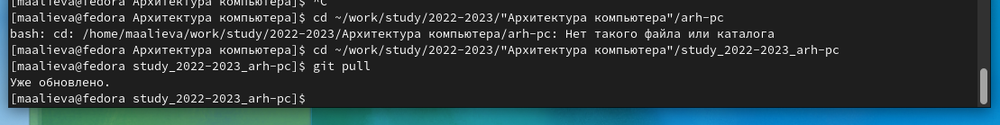 [maalieva@fedora Архитектура компьютера]$ ^C
[maalieva@fedora Архитектура компьютера]$ cd ~/work/study/2022-2023/"Архитектура компьютера"/arh-pc
bash: cd: /home/maalieva/work/study/2022-2023/Архитектура компьютера/arh-pc: Нет такого файла или каталога
[maalieva@fedora Архитектура компьютера]$ cd ~/work/study/2022-2023/"Архитектура компьютера"/study_2022-2023_arh-pc
[maalieva@fedora study_2022-2023_arh-pc]$ git pull
Уже обновлено.
[maalieva@fedora study_2022-2023_arh-pc]$